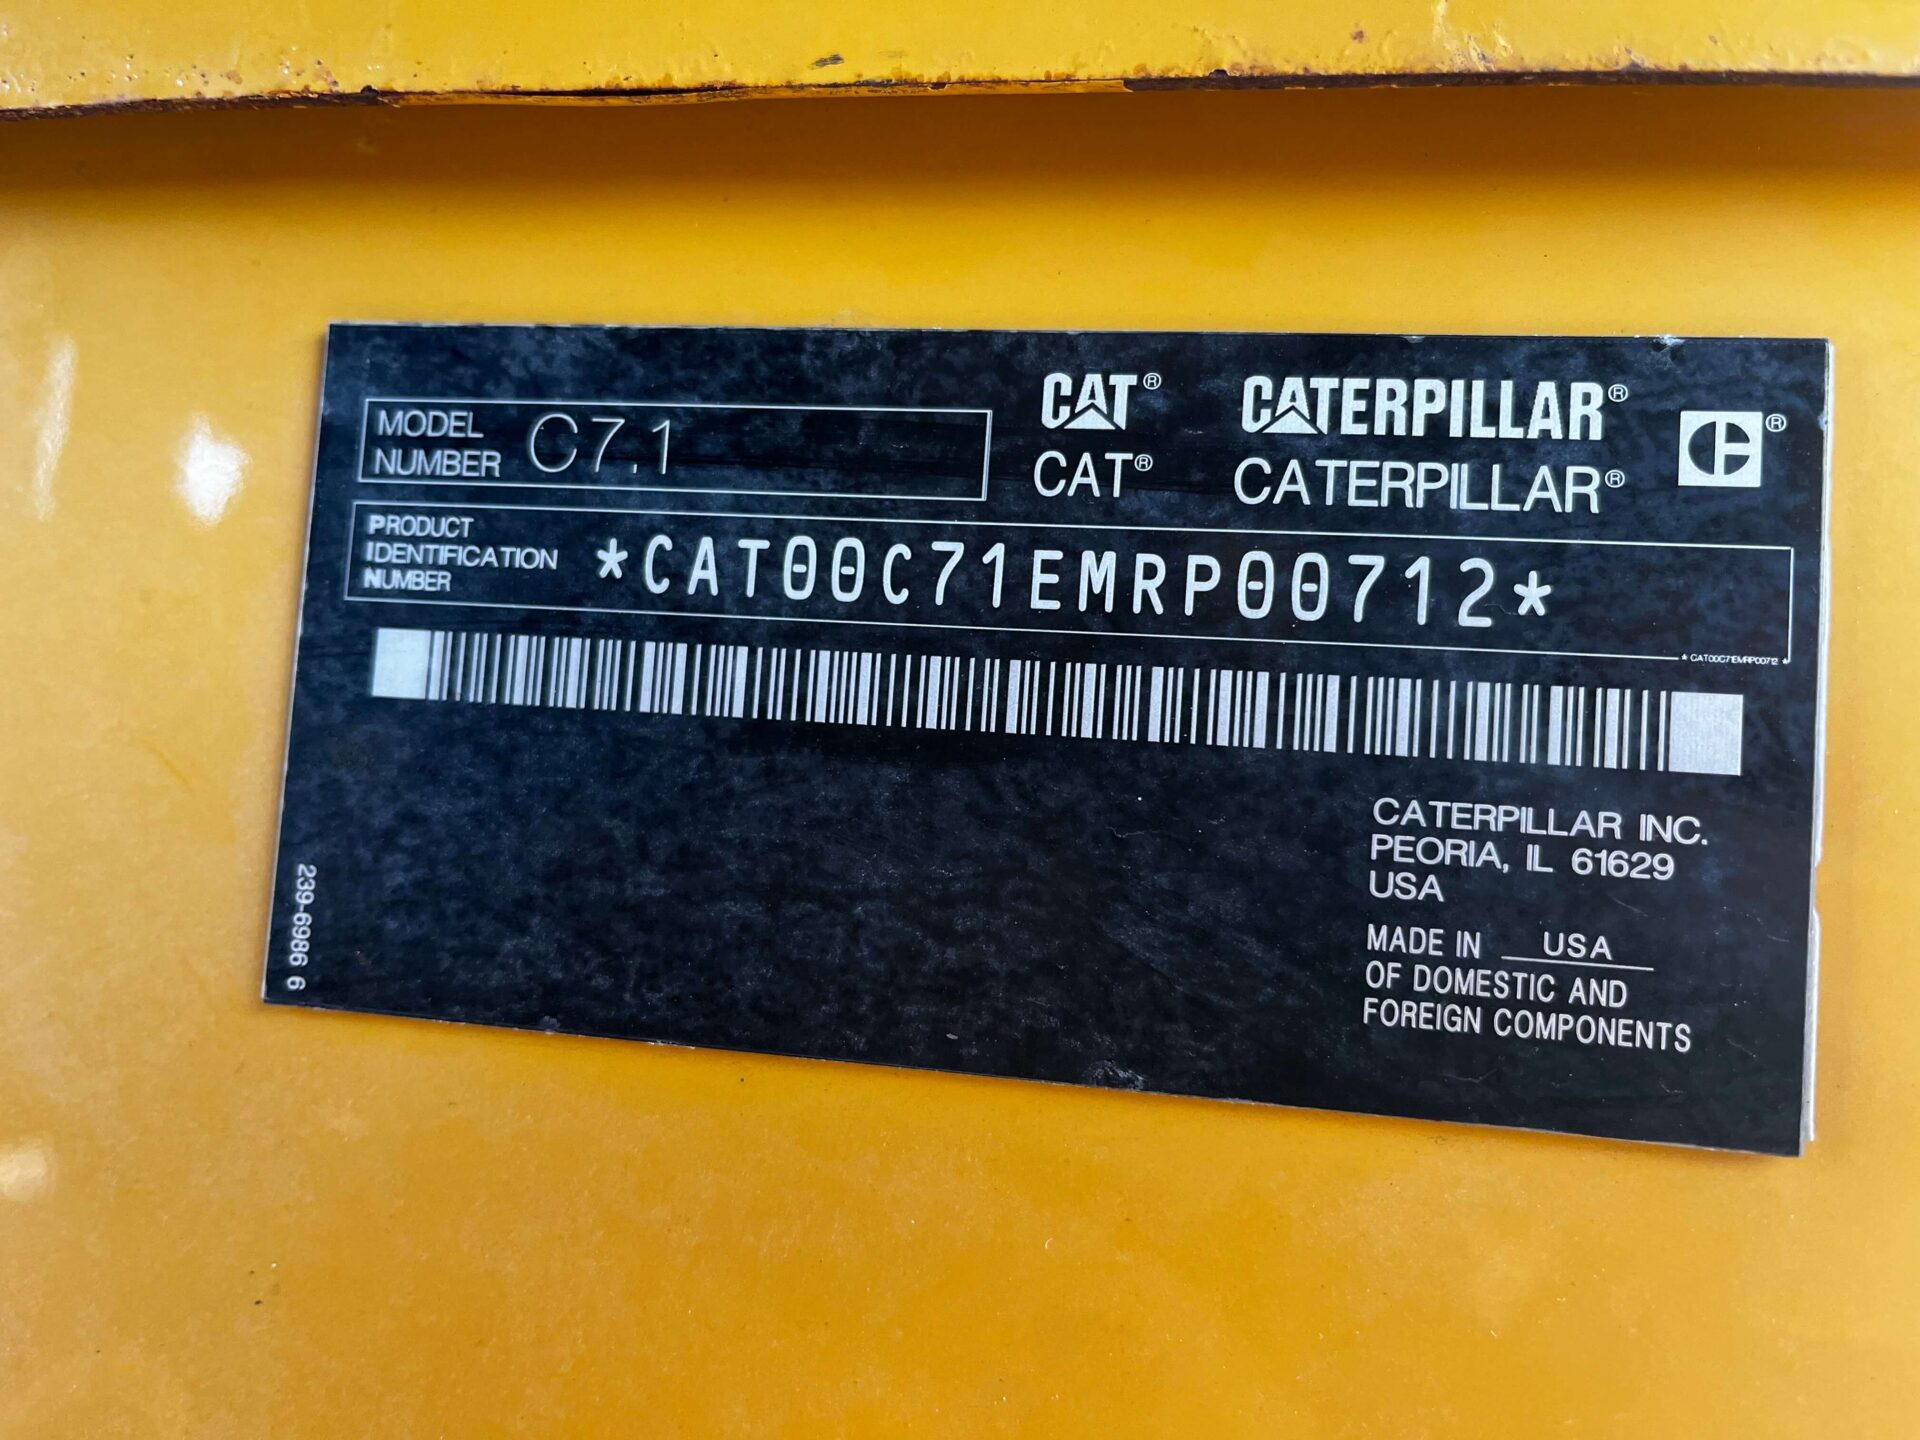 MODEL NUMBER C7.1
CAT® CATERPILLAR® ®
CAT® CATERPILLAR®
PRODUCT IDENTIFICATION NUMBER *CAT00C71EMRP00712*
* CAT00C71EMRP00712 *
CATERPILLAR INC.
PEORIA, IL 61629
USA
MADE IN USA
OF DOMESTIC AND
FOREIGN COMPONENTS
239-6986 6